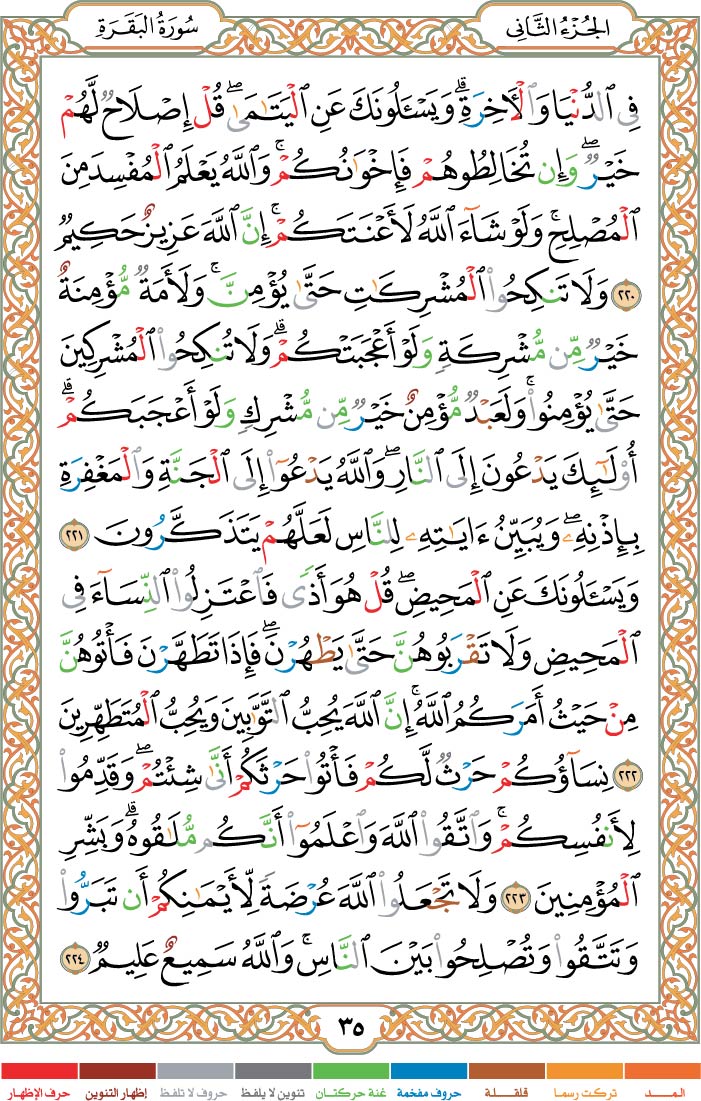 الجُزْءُ الثَّانِي
سُورَةُ البَقَرَةِ
فِي ٱلدُّنْيَا وَٱلْأَخِرَةِۗ وَيَسْـَٔلُونَكَ عَنِ ٱلْيَتَـٰمَىٰۖ قُلْ إِصْلَاحٌ لَّهُمْ
خَيْرٌۖ وَإِن تُخَالِطُوهُمْ فَإِخْوَٰنُكُمْۚ وَٱللَّهُ يَعْلَمُ ٱلْمُفْسِدَ مِنَ
ٱلْمُصْلِحِۚ وَلَوْ شَآءَ ٱللَّهُ لَأَعْنَتَكُمْۚ إِنَّ ٱللَّهَ عَزِيزٌ حَكِيمٌ
٢٢٠ وَلَا تَنكِحُوا۟ ٱلْمُشْرِكَـٰتِ حَتَّىٰ يُؤْمِنَّۚ وَلَأَمَةٌ مُّؤْمِنَةٌ
خَيْرٌ مِّن مُّشْرِكَةٍ وَلَوْ أَعْجَبَتْكُمْۗ وَلَا تُنكِحُوا۟ ٱلْمُشْرِكِينَ
حَتَّىٰ يُؤْمِنُوا۟ۚ وَلَعَبْدٌ مُّؤْمِنٌ خَيْرٌ مِّن مُّشْرِكٍ وَلَوْ أَعْجَبَكُمْۗ
أُو۟لَـٰٓئِكَ يَدْعُونَ إِلَى ٱلنَّارِۖ وَٱللَّهُ يَدْعُوٓا۟ إِلَى ٱلْجَنَّةِ وَٱلْمَغْفِرَةِ
بِإِذْنِهِۦۖ وَيُبَيِّنُ ءَايَـٰتِهِۦ لِلنَّاسِ لَعَلَّهُمْ يَتَذَكَّرُونَ ٢٢١
وَيَسْـَٔلُونَكَ عَنِ ٱلْمَحِيضِۖ قُلْ هُوَ أَذًى فَٱعْتَزِلُوا۟ ٱلنِّسَآءَ فِي
ٱلْمَحِيضِ وَلَا تَقْرَبُوهُنَّ حَتَّىٰ يَطْهُرْنَۖ فَإِذَا تَطَهَّرْنَ فَأْتُوهُنَّ
مِنْ حَيْثُ أَمَرَكُمُ ٱللَّهُۚ إِنَّ ٱللَّهَ يُحِبُّ ٱلتَّوَّٰبِينَ وَيُحِبُّ ٱلْمُتَطَهِّرِينَ
٢٢٢ نِسَآؤُكُمْ حَرْثٌ لَّكُمْ فَأْتُوا۟ حَرْثَكُمْ أَنَّىٰ شِئْتُمْۖ وَقَدِّمُوا۟
لِأَنفُسِكُمْۚ وَٱتَّقُوا۟ ٱللَّهَ وَٱعْلَمُوٓا۟ أَنَّكُم مُّلَـٰقُوهُۗ وَبَشِّرِ
ٱلْمُؤْمِنِينَ ٢٢٣ وَلَا تَجْعَلُوا۟ ٱللَّهَ عُرْضَةً لِّأَيْمَـٰنِكُمْ أَن تَبَرُّوا۟
وَتَتَّقُوا۟ وَتُصْلِحُوا۟ بَيْنَ ٱلنَّاسِۚ وَٱللَّهُ سَمِيعٌ عَلِيمٌ ٢٢٤
٣٥
المـــد
تركت رسما
قلقـلـة
حروف مفخمة
غنة حركتـان
تنوين لا يلفظ
حروف لا تلفظ
إظهار التنوين
حرف الإظهار